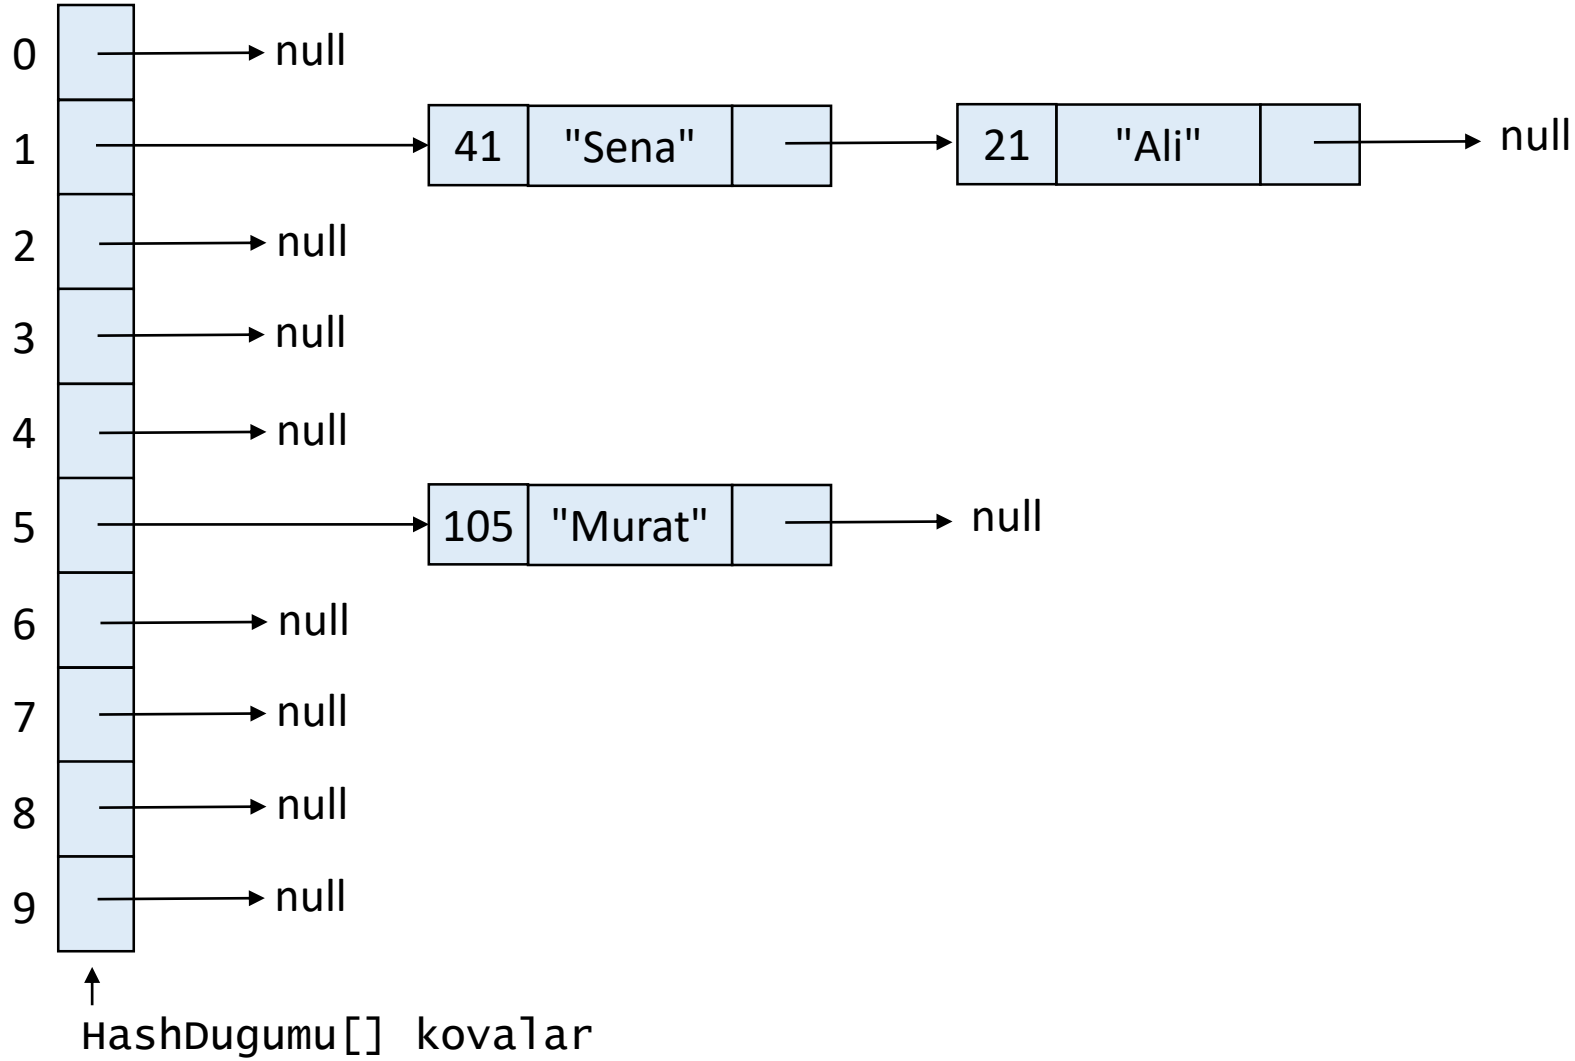 0 null
1 41 "Sena" 21 "Ali" null
2 null
3 null
4 null
5 105 "Murat" null
6 null
7 null
8 null
9 null
HashDugumu[] kovalar